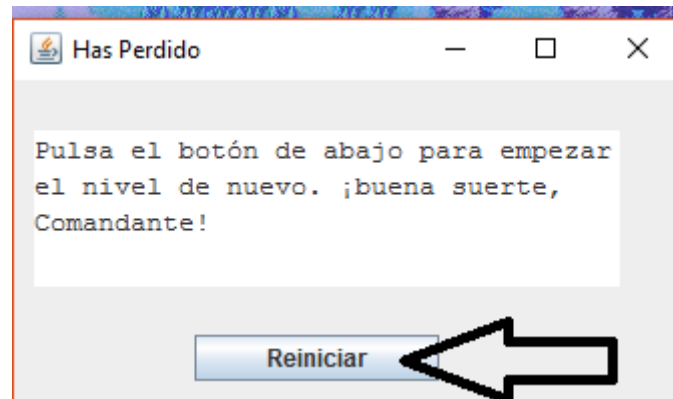 Has Perdido
Pulsa el botón de abajo para empezar
el nivel de nuevo. ¡buena suerte,
Comandante!
Reiniciar